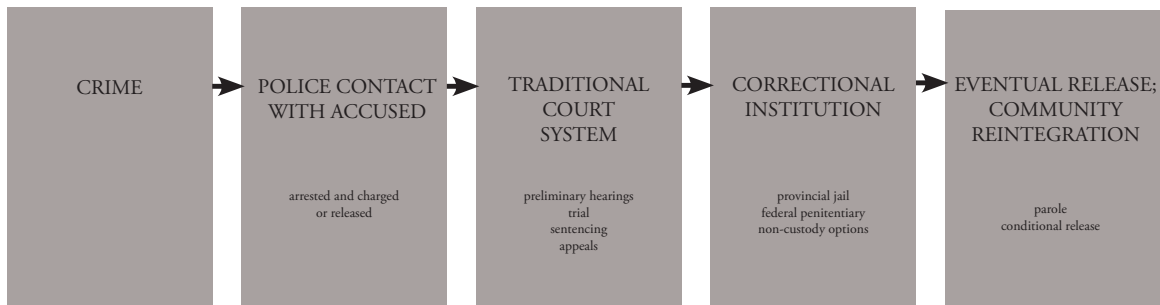 CRIME
POLICE CONTACT
WITH ACCUSED
arrested and charged
or released
TRADITIONAL
COURT
SYSTEM
preliminary hearings
trial
sentencing
appeals
CORRECTIONAL
INSTITUTION
provincial jail
federal penitentiary
non-custody options
EVENTUAL RELEASE;
COMMUNITY
REINTEGRATION
parole
conditional release